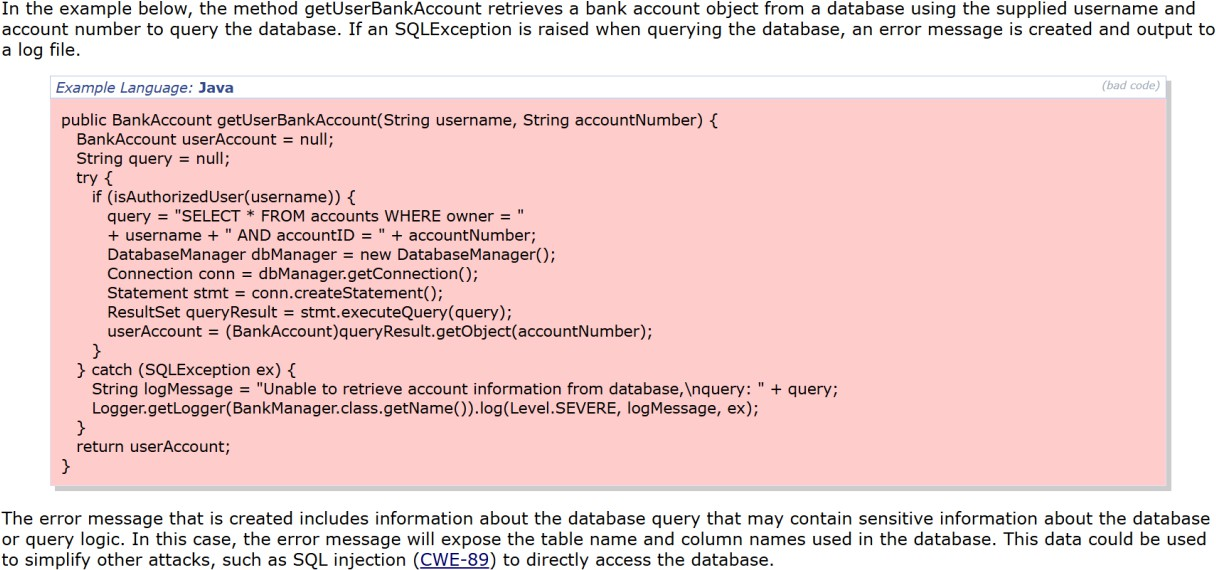 In the example below, the method getUserBankAccount retrieves a bank account object from a database using the supplied username and
account number to query the database. If an SQLException is raised when querying the database, an error message is created and output to
a log file.
Example Language: Java (bad code)
public BankAccount getUserBankAccount(String username, String accountNumber) {
BankAccount userAccount = null;
String query = null;
try {
if (isAuthorizedUser(username)) {
query = "SELECT * FROM accounts WHERE owner = "
+ username + " AND accountID = " + accountNumber;
DatabaseManager dbManager = new DatabaseManager();
Connection conn = dbManager.getConnection();
Statement stmt = conn.createStatement();
ResultSet queryResult = stmt.executeQuery(query);
userAccount = (BankAccount)queryResult.getObject(accountNumber);
}
} catch (SQLException ex) {
String logMessage = "Unable to retrieve account information from database,\nquery: " + query;
Logger.getLogger(BankManager.class.getName()).log(Level.SEVERE, logMessage, ex);
}
return userAccount;
}
The error message that is created includes information about the database query that may contain sensitive information about the database
or query logic. In this case, the error message will expose the table name and column names used in the database. This data could be used
to simplify other attacks, such as SQL injection (CWE-89) to directly access the database.